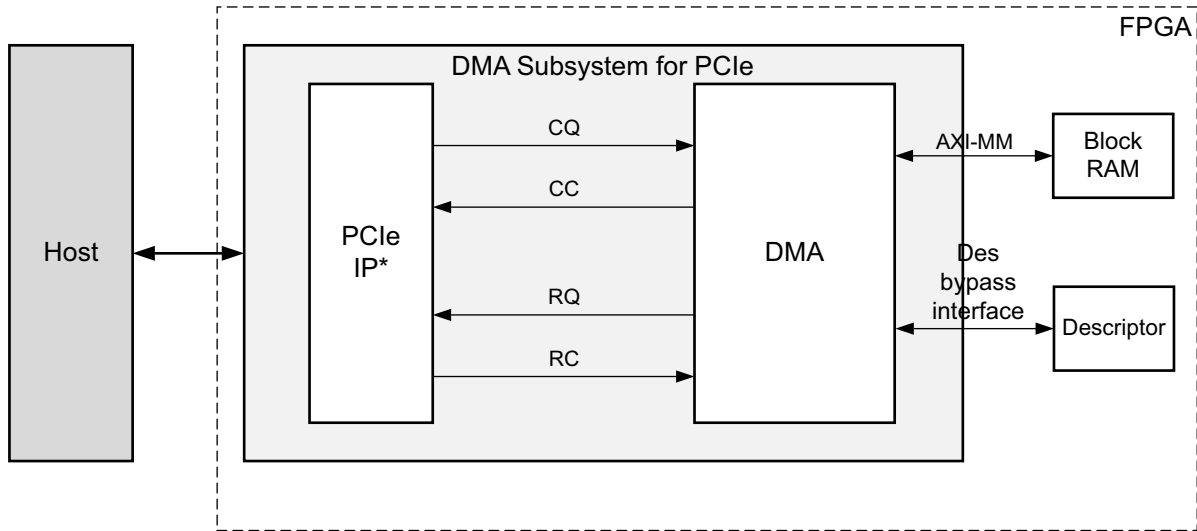 FPGA
DMA Subsystem for PCIe
CQ
AXI-MM
Block
RAM
CC
Host
PCIe
IP*
DMA
Des
bypass
interface
RQ
Descriptor
RC